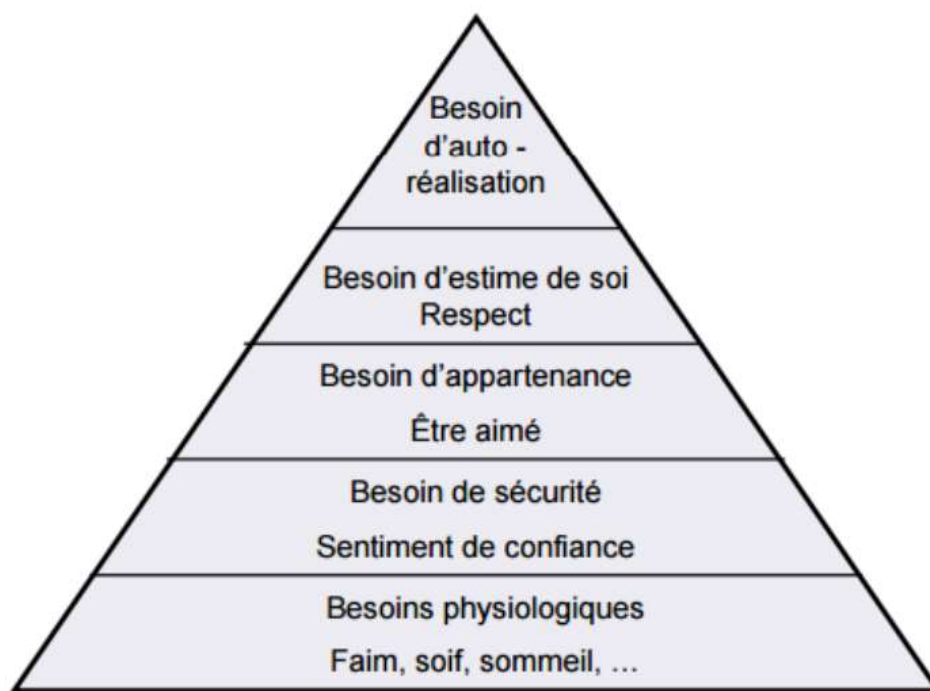 Besoin
d’auto -
réalisation
Besoin d’estime de soi
Respect
Besoin d’appartenance
Être aimé
Besoin de sécurité
Sentiment de confiance
Besoins physiologiques
Faim, soif, sommeil, …